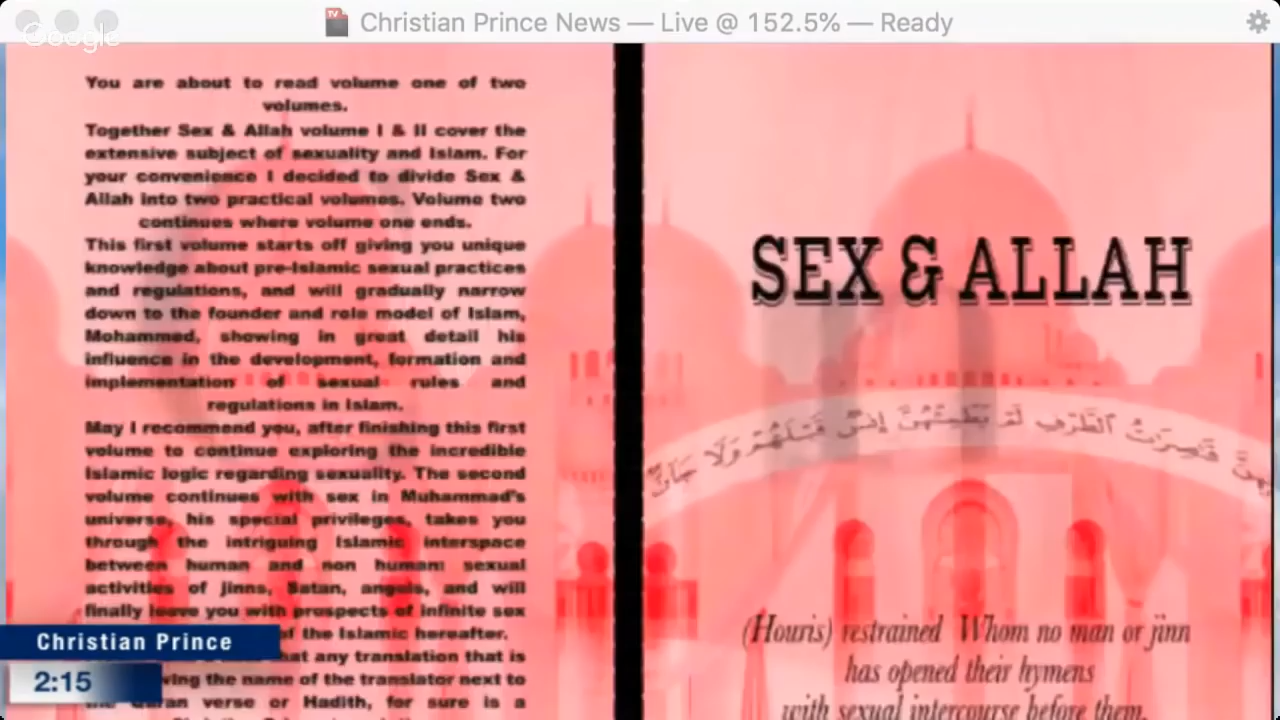 Christian Prince News — Live @ 152.5% — Ready
Google
You are about to read volume one of two
volumes.
Together Sex & Allah volume I & II cover the
extensive subject of sexuality and Islam. For
your convenience I decided to divide Sex &
Allah into two practical volumes. Volume two
continues where volume one ends.
This first volume starts off giving you unique
knowledge about pre-Islamic sexual practices
and regulations, and will gradually narrow
down to the founder and role model of Islam,
Mohammed, showing in great detail his
influence in the development, formation and
implementation of sexual rules and
regulations in Islam.
May I recommend you, after finishing this first
volume to continue exploring the incredible
Islamic logic regarding sexuality. The second
volume continues with sex in Muhammad's
universe, his special privileges, takes you
through the intriguing Islamic interspace
between human and non human: sexual
activities of Jinns, Satan, angels, and will
finally leave you with prospects of infinite sex
of the Islamic hereafter.
that any translation that is
the name of the translator next to
verse or Hadith, for sure is a
Christian Prince
2:15
SEX & ALLAH
قَٰصِرَٰتُ ٱلطَّرْفِ لَمْ يَطْمِثْهُنَّ إِنسٌ قَبْلَهُمْ وَلَا جَآنٌّ
(Houris) restrained Whom no man or jinn
has opened their hymens
with sexual intercourse before them.